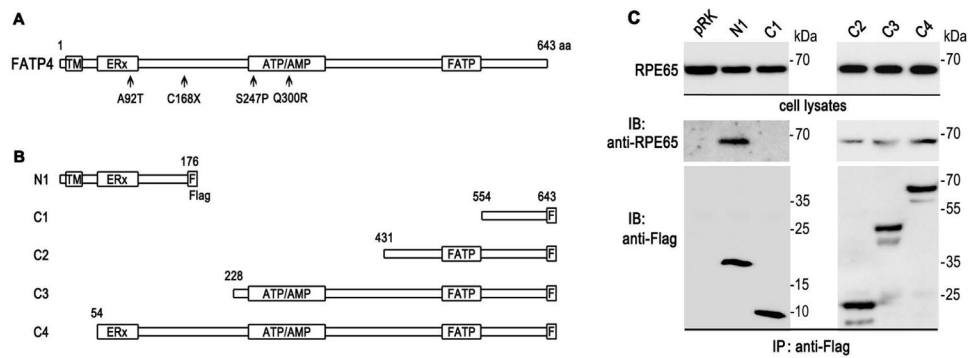 A
1 643 aa
FATP4 TM ERx ATP/AMP FATP
A92T C168X S247P Q300R
B
176
N1 TM ERx F
Flag
554 643
C1 F
431
C2 FATP F
228
C3 ATP/AMP FATP F
54
C4 ERx ATP/AMP FATP F
C
pRK N1 C1 kDa C2 C3 C4 kDa
RPE65 -70 -70
cell lysates
IB:
anti-RPE65 -70 -70
IB:
anti-Flag
-35
-25
-15
-10
-70
-55
-35
-25
IP: anti-Flag